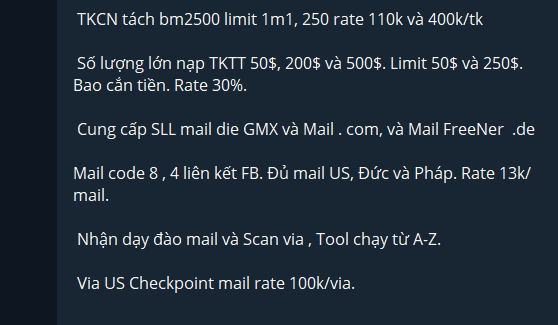 TKCN tách bm2500 limit 1m1, 250 rate 110k và 400k/tk
Số lượng lớn nạp TKTT 50$, 200$ và 500$. Limit 50$ và 250$.
Bao cắn tiền. Rate 30%.
Cung cấp SLL mail die GMX và Mail . com, và Mail FreeNer .de
Mail code 8 , 4 liên kết FB. Đủ mail US, Đức và Pháp. Rate 13k/
mail.
Nhận dạy đào mail và Scan via , Tool chạy từ A-Z.
Via US Checkpoint mail rate 100k/via.